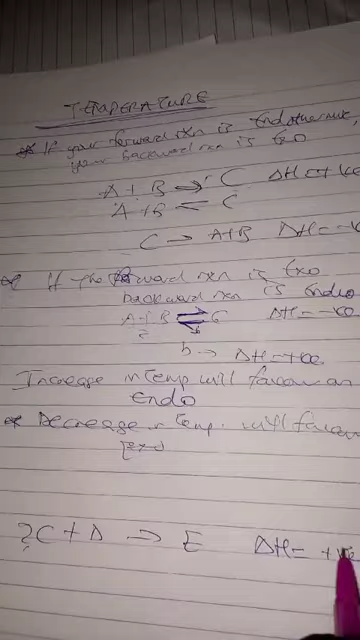 TEMPERATURE
* If your forward rxn is Endothermic,
your backward rxn is Exo
A + B → C ΔH = +ve
A + B ← C
C → A+B ΔH = -ve
* If the forward rxn is Exo
backward rxn is Endo
A + B ⇌ C ΔH = -ve
b → ΔH = +ve
Increase in temp will favour an
Endo
* Decrease in temp. will favour
Exo
?C + A → E ΔH = +ve